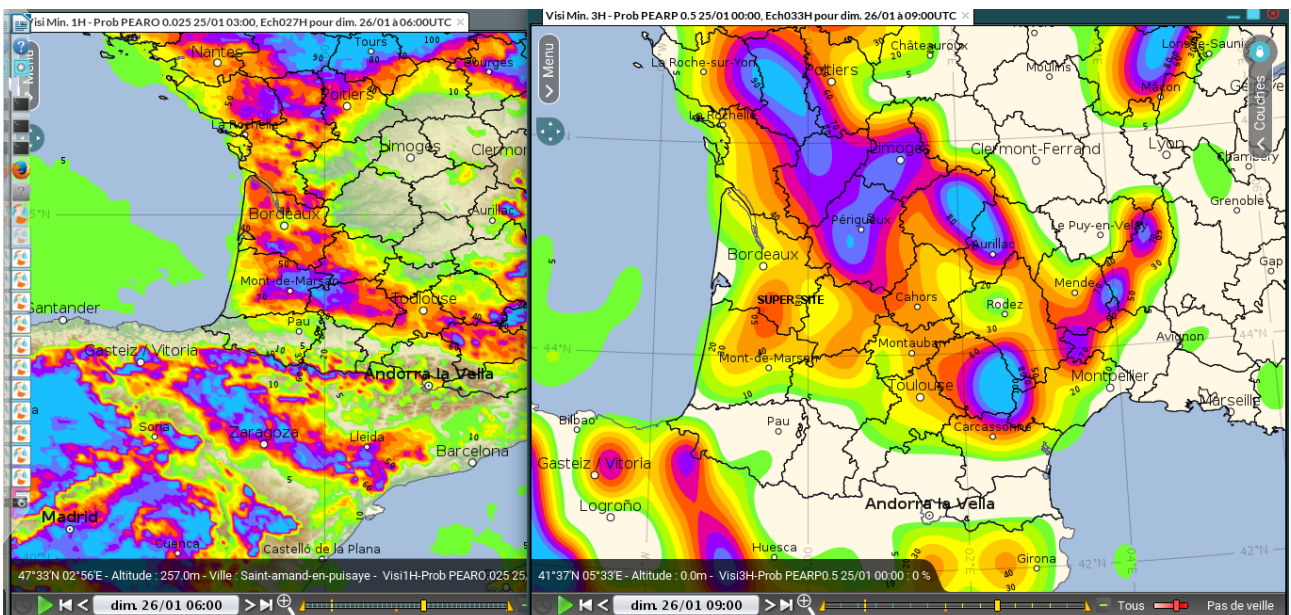 Visi Min. 1H - Prob PEARO 0.025 25/01 03:00, Ech027H pour dim. 26/01 à 06:00UTC
Nantes
Tours
Bourges
Poitiers
La Rochelle
Limoges
Clermon
Bordeaux
Aurillac
Mont-de-Marsan
Toulouse
Santander
Pau
Gasteiz / Vitoria
Andorra la Vella
Soria
Zaragoza
Lleida
Barcelona
Madrid
Cuenca
Castelló de la Plana
47°33'N 02°56'E - Altitude : 257.0m - Ville : Saint-amand-en-puisaye - Visi1H-Prob PEARO0.025 25,
dim. 26/01 06:00
Visi Min. 3H - Prob PEARP 0.5 25/01 00:00, Ech033H pour dim. 26/01 à 09:00UTC
Menu
Couches
Châteauroux
Lons-le-Saunie
La Roche-sur-Yon
Poitiers
Moulins
Mâcon
La Rochelle
Limoges
Clermont-Ferrand
Lyon
Chambéry
Périgueux
Aurillac
Le Puy-en-Velay
Grenoble
Bordeaux
Gap
SUPER SITE
Cahors
Rodez
Mende
44°N
Mont-de-Marsan
Montauban
Avignon
44°N
Toulouse
Montpellier
Marseille
Bilbao
Pau
Carcassonne
Gasteiz / Vitoria
Logroño
Andorra la Vella
Huesca
Girona
42°N
41°37'N 05°33'E - Altitude : 0.0m - Visi3H-Prob PEARP0.5 25/01 00:00 : 0 %
dim. 26/01 09:00
Tous
Pas de veille